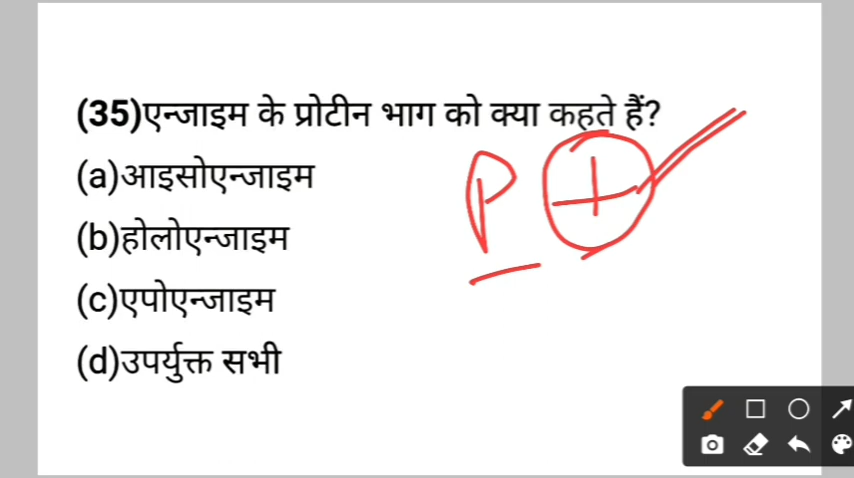 (35)एन्जाइम के प्रोटीन भाग को क्या कहते हैं?
(a)आइसोएन्जाइम
(b)होलोएन्जाइम
(c)एपोएन्जाइम
(d)उपर्युक्त सभी
P +